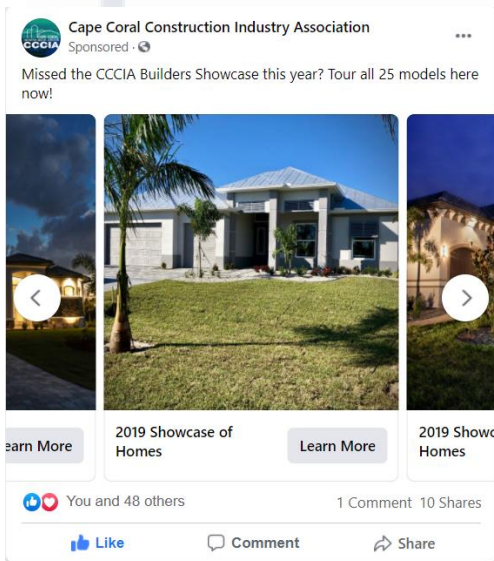 Cape Coral Construction Industry Association
CCCIA
Sponsored ·
Missed the CCCIA Builders Showcase this year? Tour all 25 models here
now!
earn More
2019 Showcase of
Homes
Learn More
2019 Showc
Homes
You and 48 others
1 Comment 10 Shares
Like
Comment
Share